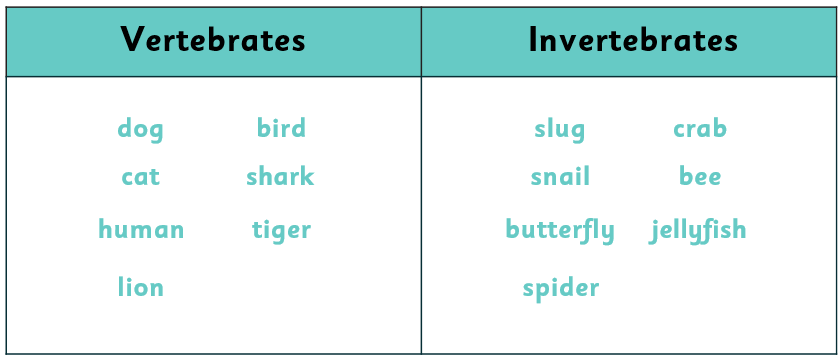 Vertebrates Invertebrates
dog bird slug crab
cat shark snail bee
human tiger butterfly jellyfish
lion spider